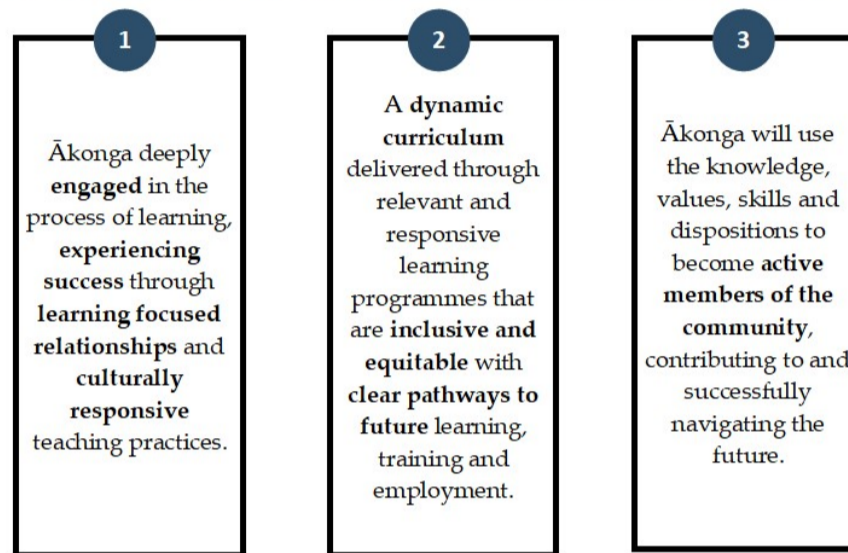 1
Ākonga deeply
engaged in the
process of learning,
experiencing
success through
learning focused
relationships and
culturally
responsive
teaching practices.
2
A dynamic
curriculum
delivered through
relevant and
responsive
learning
programmes that
are inclusive and
equitable with
clear pathways to
future learning,
training and
employment.
3
Ākonga will use
the knowledge,
values, skills and
dispositions to
become active
members of the
community,
contributing to and
successfully
navigating the
future.